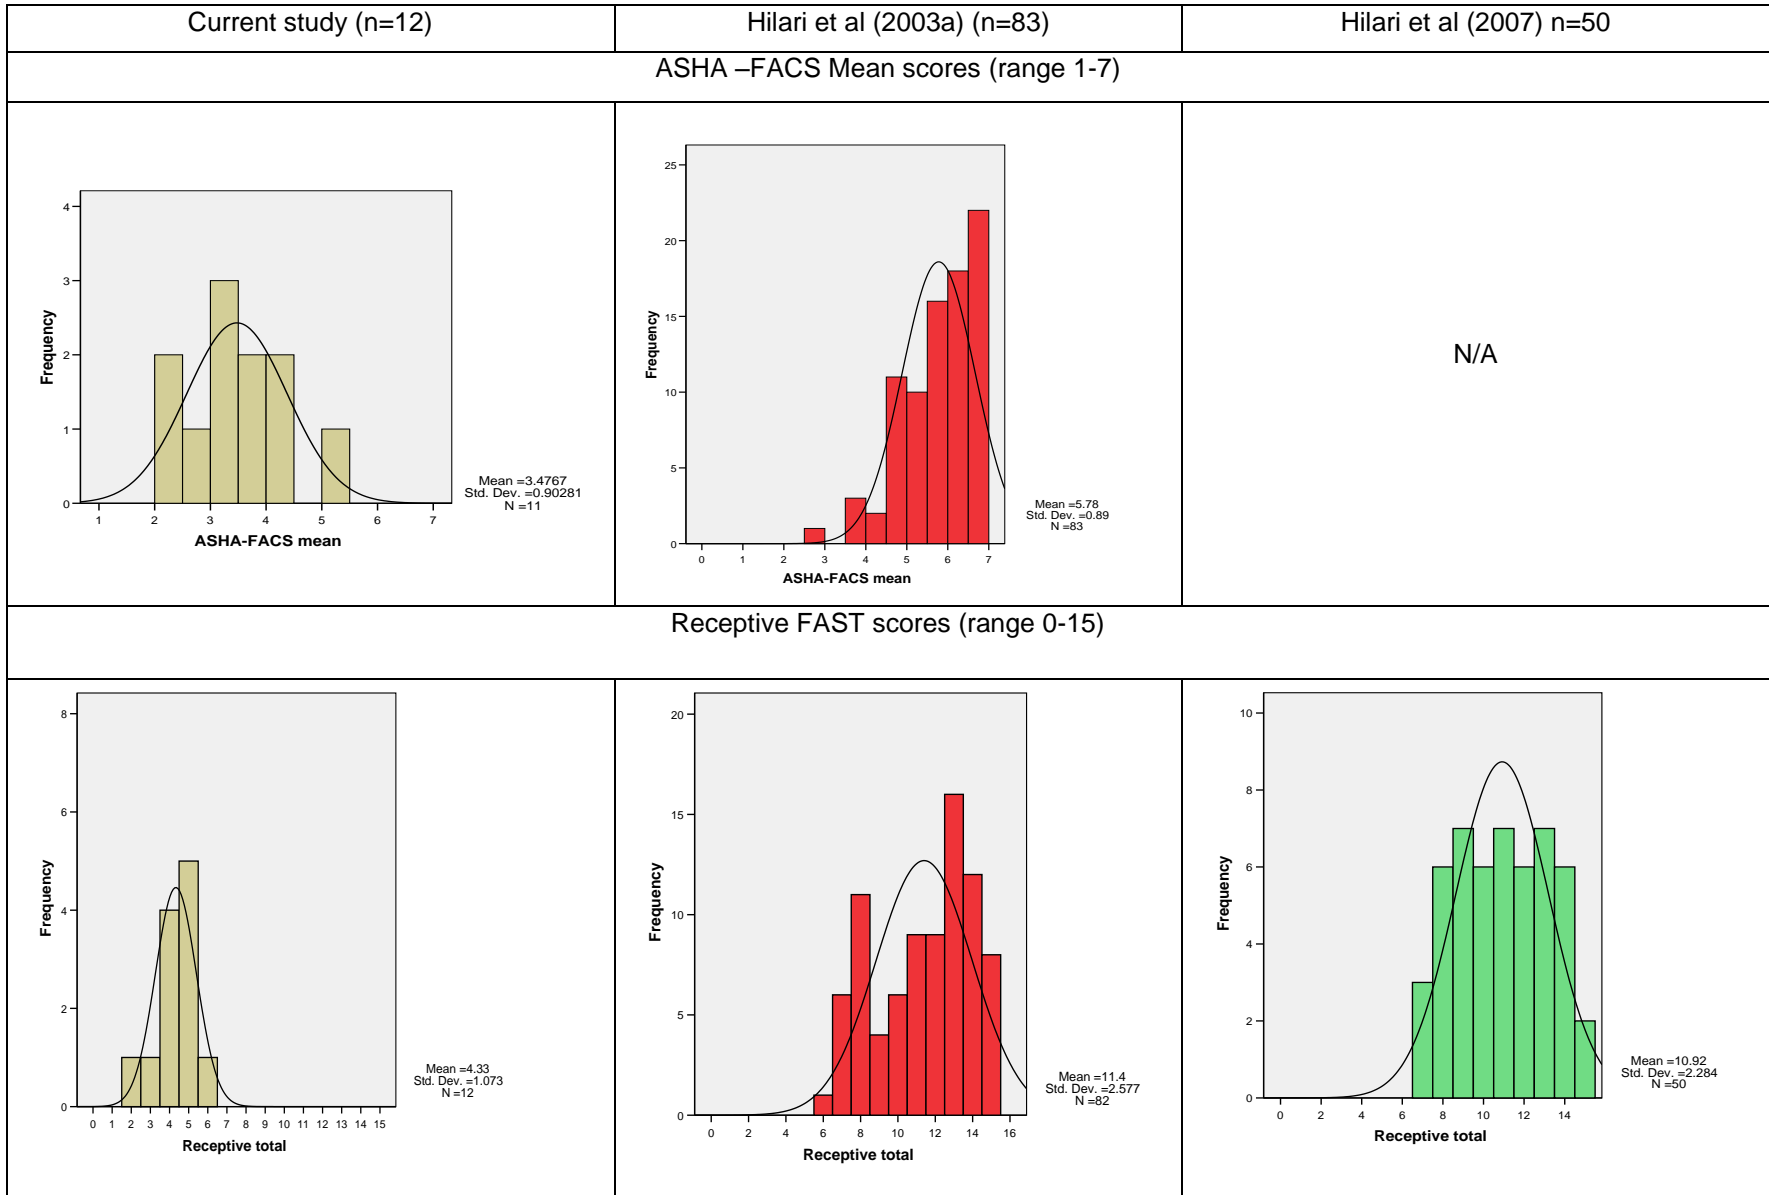 Current study (n=12)
Hilari et al (2003a) (n=83)
Hilari et al (2007) n=50
ASHA –FACS Mean scores (range 1-7)
4
3
2
1
0
Frequency
1 2 3 4 5 6 7
ASHA-FACS mean
Mean =3.4767
Std. Dev. =0.90281
N =11
25
20
15
10
5
0
Frequency
0 1 2 3 4 5 6 7
ASHA-FACS mean
Mean =5.78
Std. Dev. =0.89
N =83
N/A
Receptive FAST scores (range 0-15)
8
6
4
2
0
Frequency
0 1 2 3 4 5 6 7 8 9 10 11 12 13 14 15
Receptive total
Mean =4.33
Std. Dev. =1.073
N =12
20
15
10
5
0
Frequency
0 2 4 6 8 10 12 14 16
Receptive total
Mean =11.4
Std. Dev. =2.577
N =82
10
8
6
4
2
0
Frequency
0 2 4 6 8 10 12 14
Receptive total
Mean =10.92
Std. Dev. =2.284
N =50